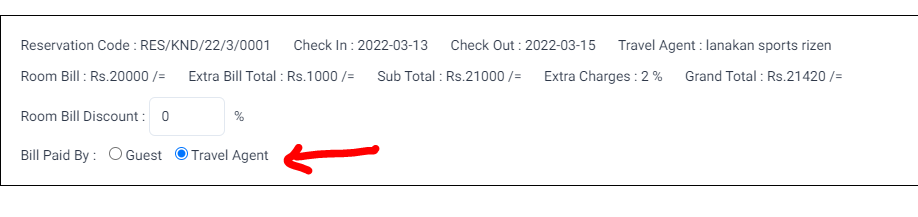 Reservation Code : RES/KND/22/3/0001 Check In : 2022-03-13 Check Out : 2022-03-15 Travel Agent : lanakan sports rizen
Room Bill : Rs.20000 /= Extra Bill Total : Rs.1000 /= Sub Total : Rs.21000 /= Extra Charges : 2 % Grand Total : Rs.21420 /=
Room Bill Discount : 0 %
Bill Paid By : Guest Travel Agent